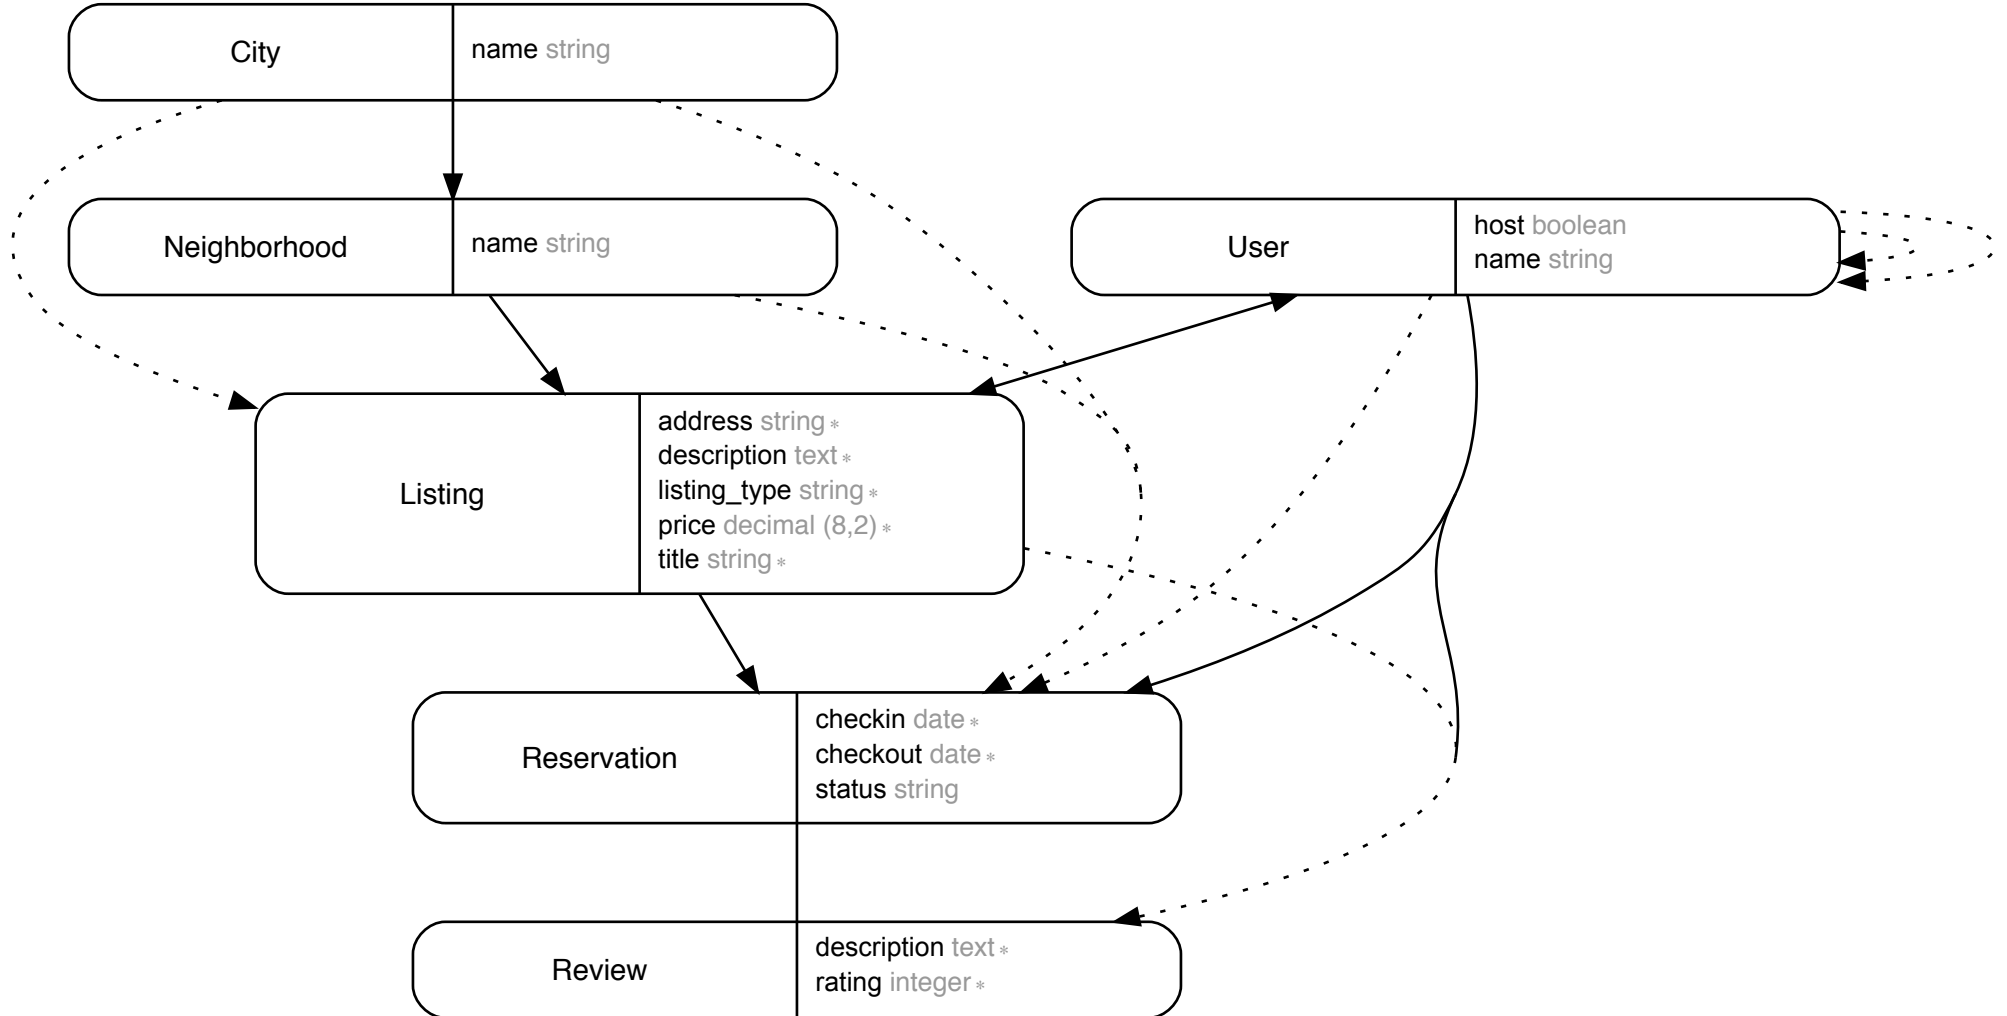 City
name string
Neighborhood
name string
User
host boolean
name string
Listing
address string ∗
description text ∗
listing_type string ∗
price decimal (8,2) ∗
title string ∗
Reservation
checkin date ∗
checkout date ∗
status string
Review
description text ∗
rating integer ∗